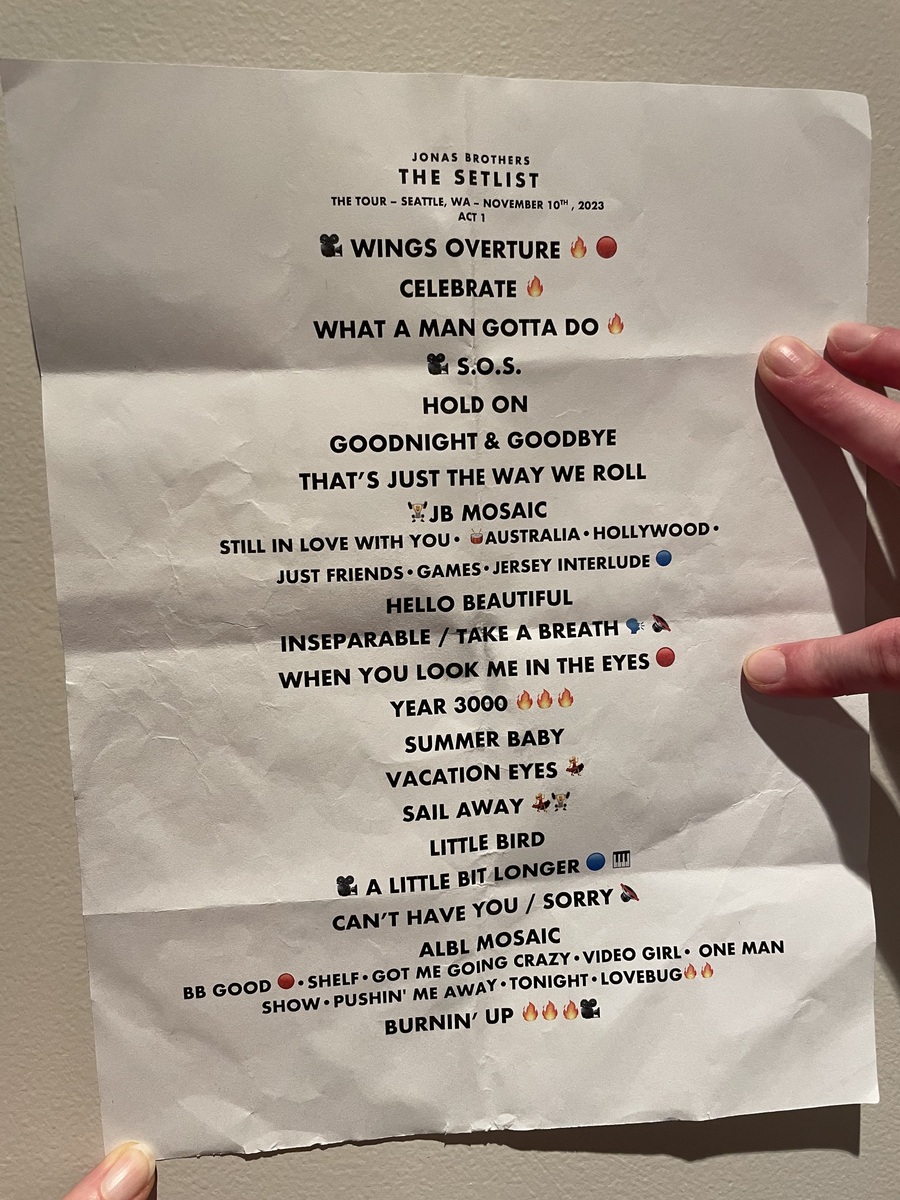 JONAS BROTHERS
THE SETLIST
THE TOUR – SEATTLE, WA – NOVEMBER 10TH , 2023
ACT 1
🎥 WINGS OVERTURE 🔥 🔴
CELEBRATE 🔥
WHAT A MAN GOTTA DO 🔥
🎥 S.O.S.
HOLD ON
GOODNIGHT & GOODBYE
THAT'S JUST THE WAY WE ROLL
JB MOSAIC
STILL IN LOVE WITH YOU • 🥁AUSTRALIA • HOLLYWOOD •
JUST FRIENDS • GAMES • JERSEY INTERLUDE 🔵
HELLO BEAUTIFUL
INSEPARABLE / TAKE A BREATH 🗣
WHEN YOU LOOK ME IN THE EYES 🔴
YEAR 3000 🔥🔥🔥
SUMMER BABY
VACATION EYES
SAIL AWAY
LITTLE BIRD
🎥 A LITTLE BIT LONGER 🔵 🎹
CAN'T HAVE YOU / SORRY
ALBL MOSAIC
BB GOOD 🔴 • SHELF • GOT ME GOING CRAZY • VIDEO GIRL • ONE MAN
SHOW • PUSHIN' ME AWAY • TONIGHT • LOVEBUG🔥🔥
BURNIN' UP 🔥🔥🔥🎥